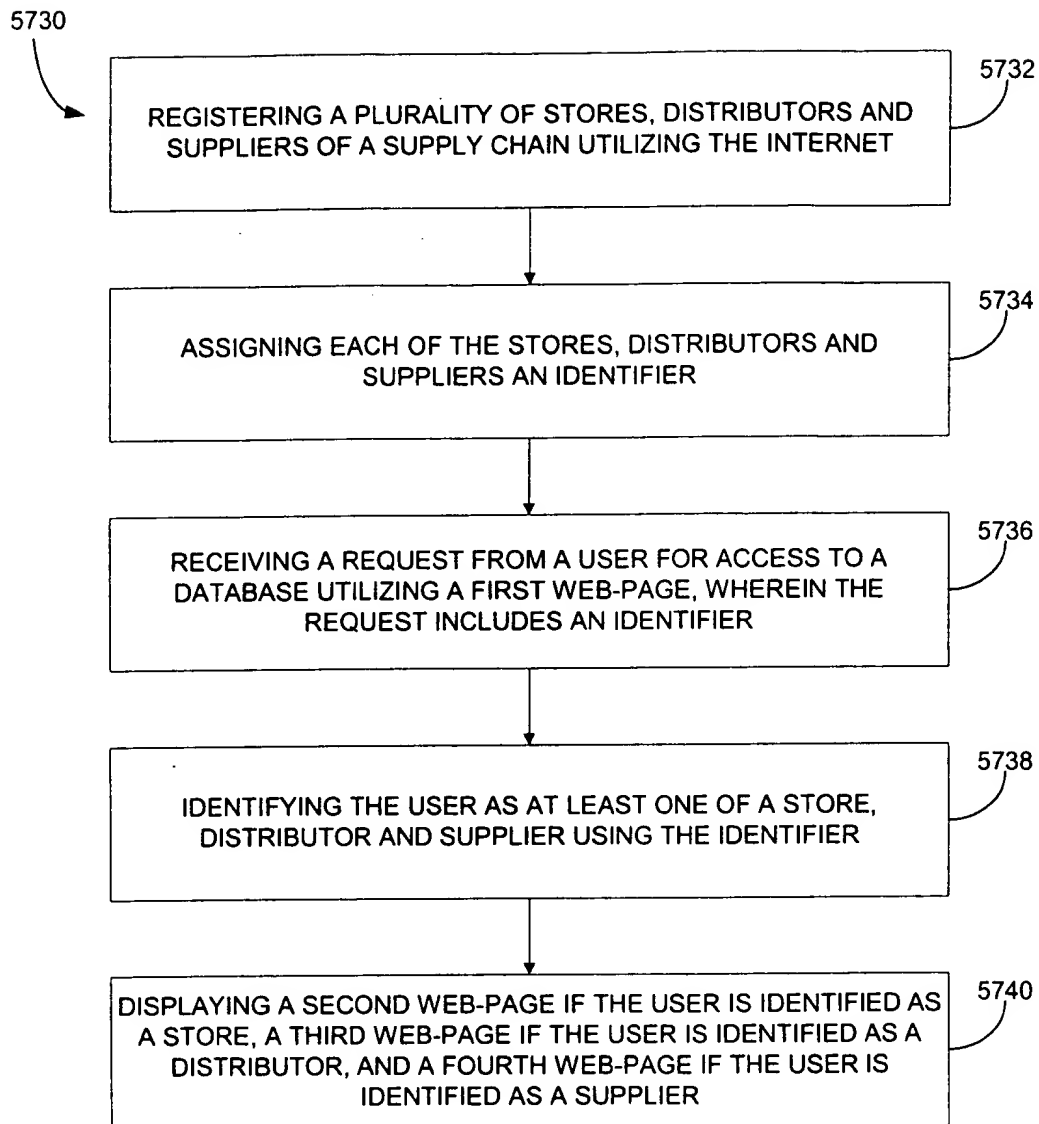 5730
5732
REGISTERING A PLURALITY OF STORES, DISTRIBUTORS AND
SUPPLIERS OF A SUPPLY CHAIN UTILIZING THE INTERNET
5734
ASSIGNING EACH OF THE STORES, DISTRIBUTORS AND
SUPPLIERS AN IDENTIFIER
5736
RECEIVING A REQUEST FROM A USER FOR ACCESS TO A
DATABASE UTILIZING A FIRST WEB-PAGE, WHEREIN THE
REQUEST INCLUDES AN IDENTIFIER
5738
IDENTIFYING THE USER AS AT LEAST ONE OF A STORE,
DISTRIBUTOR AND SUPPLIER USING THE IDENTIFIER
5740
DISPLAYING A SECOND WEB-PAGE IF THE USER IS IDENTIFIED AS
A STORE, A THIRD WEB-PAGE IF THE USER IS IDENTIFIED AS A
DISTRIBUTOR, AND A FOURTH WEB-PAGE IF THE USER IS
IDENTIFIED AS A SUPPLIER